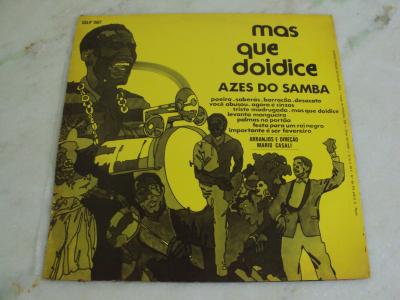 mas
que
doidice
AZES DO SAMBA
poeira.saberás.barracão.desacato
você abusou.agora é cinzas
triste madrugada.mas que doidice
levanta mangueira
palmas no portão
festa para um rei negro
importante é ser fevereiro
ARRANJOS E DIREÇÃO
MARIO CASALI